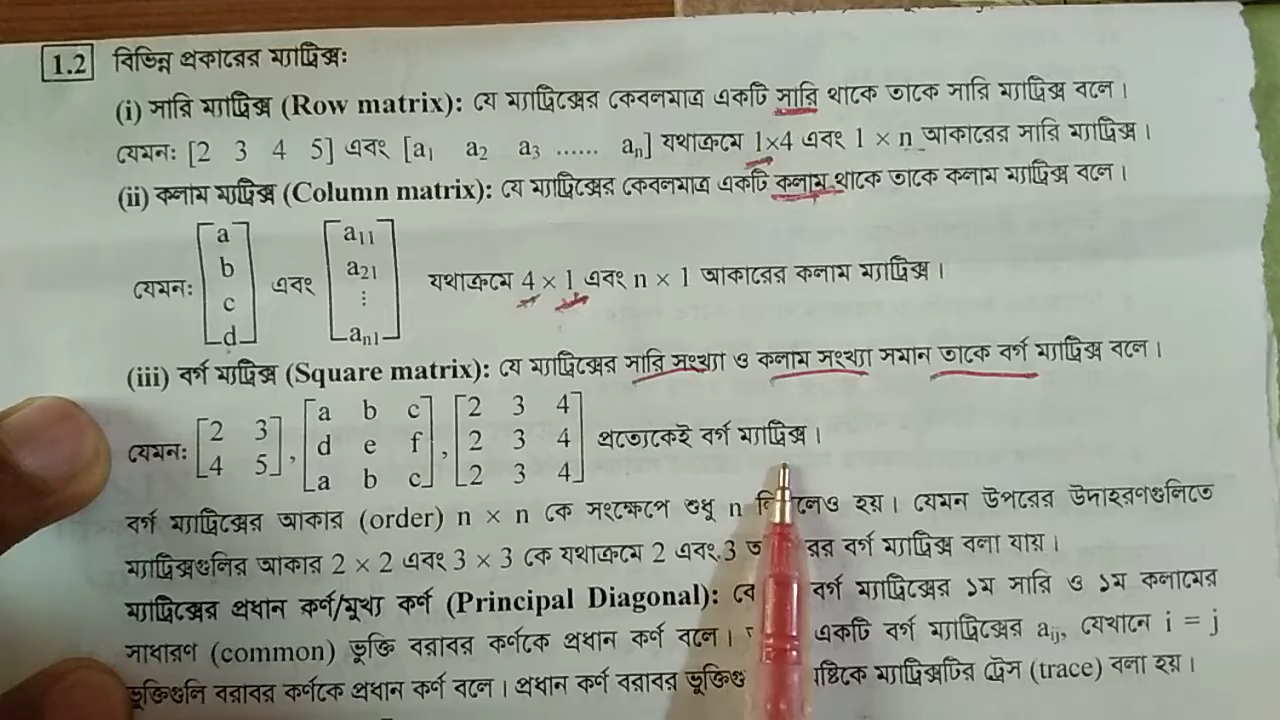 1.2 বিভিন্ন প্রকারের ম্যাট্রিক্সঃ
(i) সারি ম্যাট্রিক্স (Row matrix): যে ম্যাট্রিক্সের কেবলমাত্র একটি সারি থাকে তাকে সারি ম্যাট্রিক্স বলে।
যেমনঃ [2 3 4 5] এবং [a₁ a₂ a₃ ...... aₙ] যথাক্রমে 1×4 এবং 1 × n আকারের সারি ম্যাট্রিক্স।
(ii) কলাম ম্যট্রিক্স (Column matrix): যে ম্যাট্রিক্সের কেবলমাত্র একটি কলাম থাকে তাকে কলাম ম্যাট্রিক্স বলে।
যেমনঃ [a b c d] এবং [a₁₁ a₂₁ ⋮ aₙ₁] যথাক্রমে 4 × 1 এবং n × 1 আকারের কলাম ম্যাট্রিক্স।
(iii) বর্গ ম্যট্রিক্স (Square matrix): যে ম্যাট্রিক্সের সারি সংখ্যা ও কলাম সংখ্যা সমান তাকে বর্গ ম্যাট্রিক্স বলে।
যেমনঃ [2 3 4 5], [a b c d e f a b c], [2 3 4 2 3 4 2 3 4] প্রত্যেকেই বর্গ ম্যাট্রিক্স।
বর্গ ম্যাট্রিক্সের আকার (order) n × n কে সংক্ষেপে শুধু n হয়। যেমন উপরের উদাহরণগুলিতে
ম্যাট্রিক্সগুলির আকার 2 × 2 এবং 3 × 3 কে যথাক্রমে 2 এবং 3 বর্গ ম্যাট্রিক্স বলা যায়।
ম্যাট্রিক্সের প্রধান কর্ণ/মূখ্য কর্ণ (Principal Diagonal): বর্গ ম্যাট্রিক্সের ১ম সারি ও ১ম কলামের
সাধারণ (common) ভুক্তি বরাবর কর্ণকে প্রধান কর্ণ বলে। একটি বর্গ ম্যাট্রিক্সের aᵢⱼ, যেখানে i = j
ভুক্তিগুলি বরাবর কর্ণকে প্রধান কর্ণ বলে। প্রধান কর্ণ বরাবর ম্যাট্রিক্সটির ট্রেস (trace) বলা হয়।